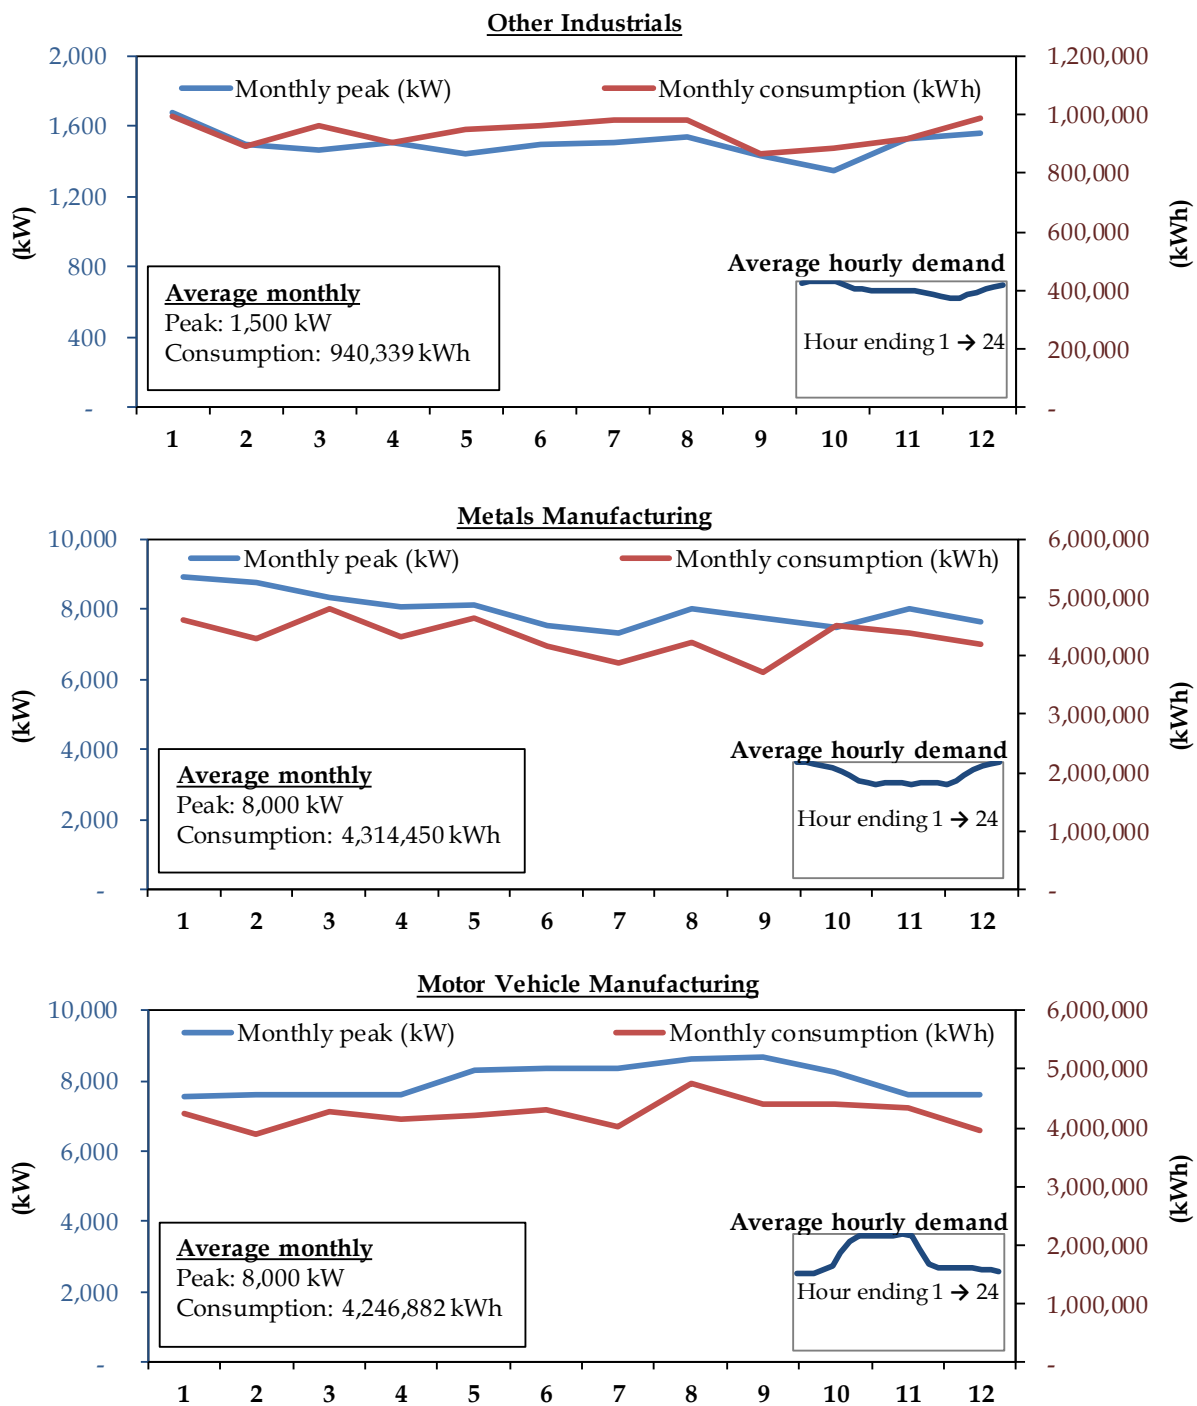 Other Industrials
2,000
1,600
1,200
800
400
-
(kW)
Monthly peak (kW)
Monthly consumption (kWh)
1,200,000
1,000,000
800,000
600,000
400,000
200,000
-
(kWh)
Average monthly
Peak: 1,500 kW
Consumption: 940,339 kWh
Average hourly demand
Hour ending 1 → 24
1 2 3 4 5 6 7 8 9 10 11 12
Metals Manufacturing
10,000
8,000
6,000
4,000
2,000
-
(kW)
Monthly peak (kW)
Monthly consumption (kWh)
6,000,000
5,000,000
4,000,000
3,000,000
2,000,000
1,000,000
-
(kWh)
Average monthly
Peak: 8,000 kW
Consumption: 4,314,450 kWh
Average hourly demand
Hour ending 1 → 24
1 2 3 4 5 6 7 8 9 10 11 12
Motor Vehicle Manufacturing
10,000
8,000
6,000
4,000
2,000
-
(kW)
Monthly peak (kW)
Monthly consumption (kWh)
6,000,000
5,000,000
4,000,000
3,000,000
2,000,000
1,000,000
-
(kWh)
Average monthly
Peak: 8,000 kW
Consumption: 4,246,882 kWh
Average hourly demand
Hour ending 1 → 24
1 2 3 4 5 6 7 8 9 10 11 12